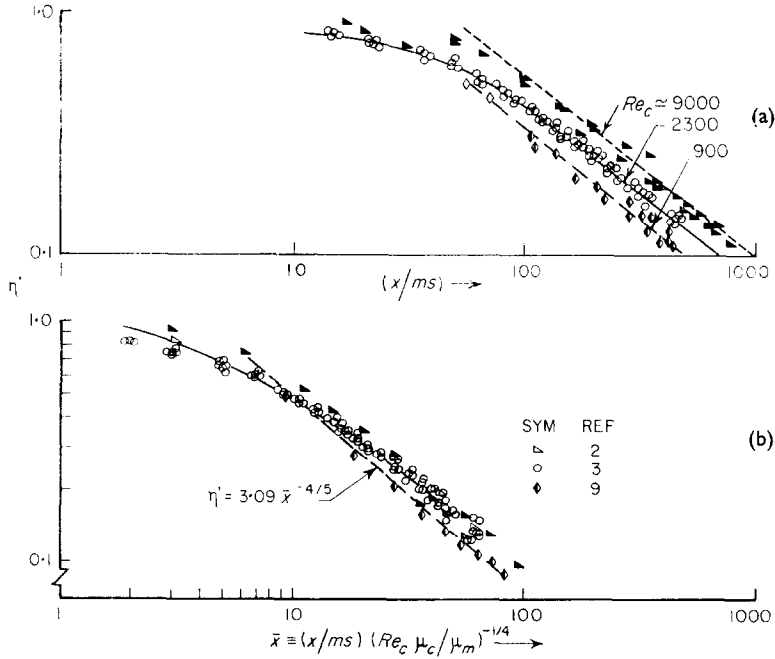 1·0
Re_c ≃ 9000
2300
900
(a)
0·1
1
10
100
1000
η'
(x/ms)
1·0
SYM REF
2
3
9
(b)
η' = 3·09 x̄ ^-4/5
0·1
1
10
100
1000
x̄ ≡ (x/ms) (Re_c μ_c/μ_m)^-1/4